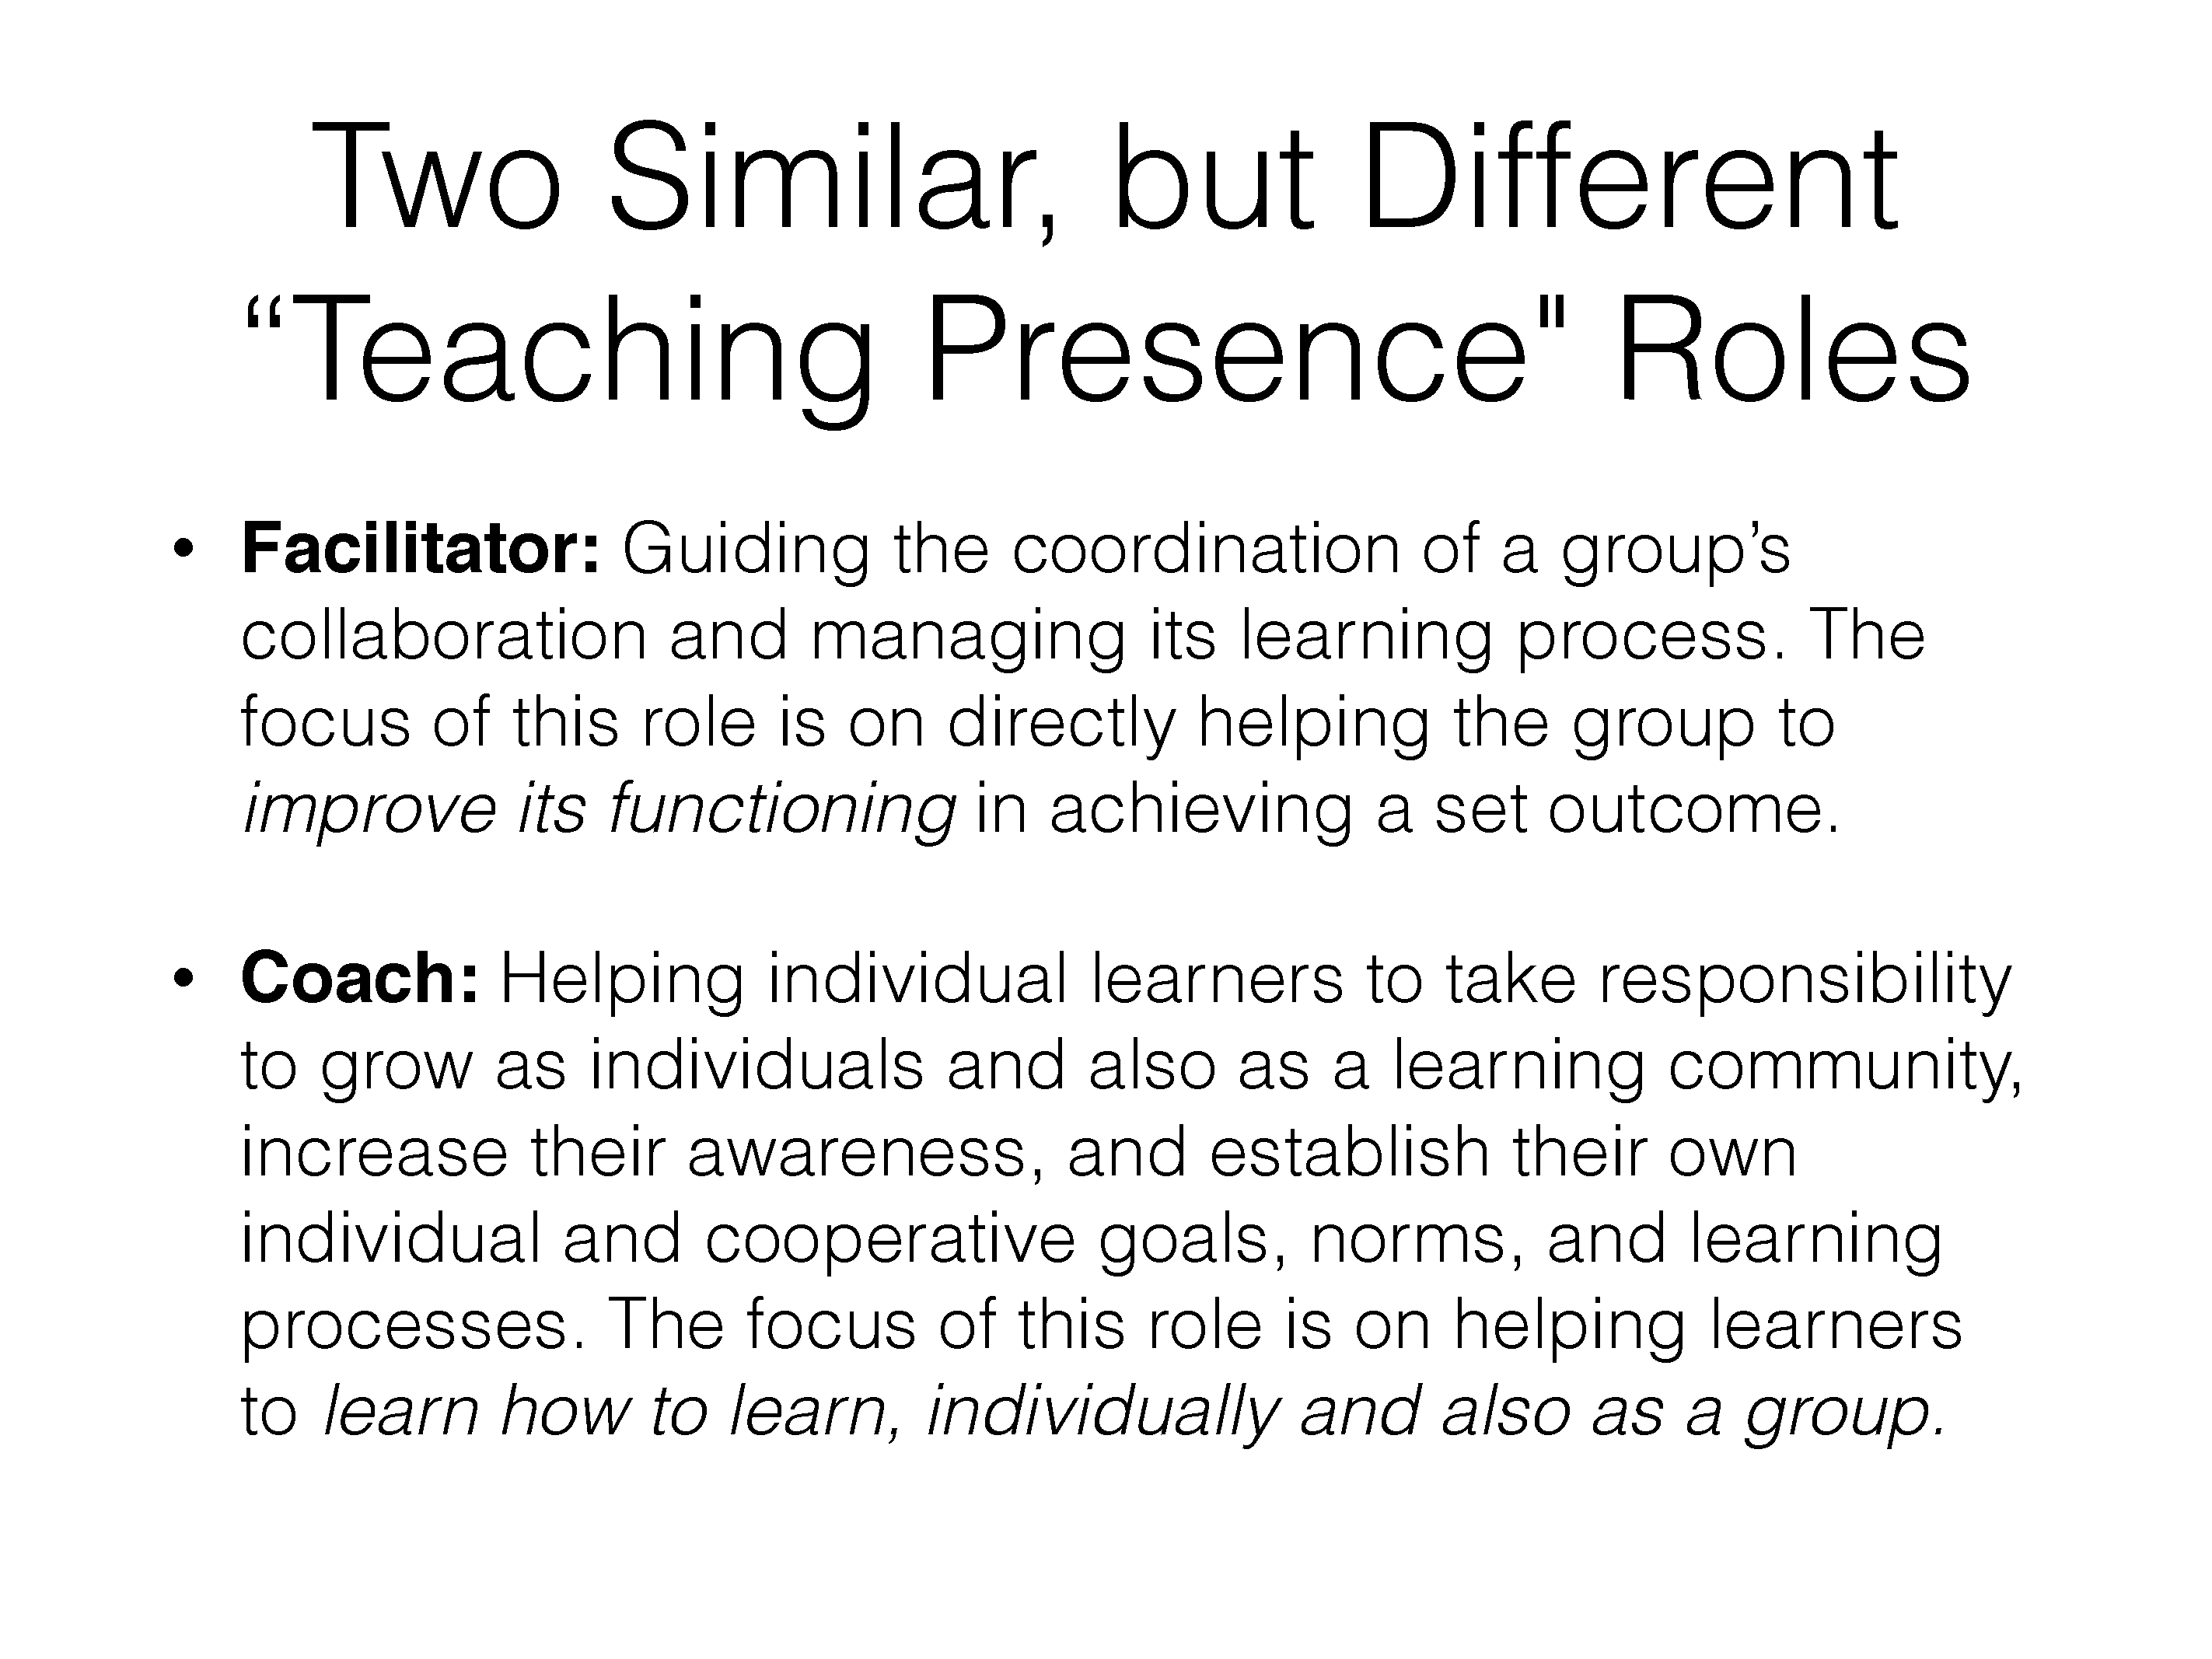 Two Similar, but Different
“Teaching Presence" Roles
• Facilitator: Guiding the coordination of a group’s
collaboration and managing its learning process. The
focus of this role is on directly helping the group to
improve its functioning in achieving a set outcome.
• Coach: Helping individual learners to take responsibility
to grow as individuals and also as a learning community,
increase their awareness, and establish their own
individual and cooperative goals, norms, and learning
processes. The focus of this role is on helping learners
to learn how to learn, individually and also as a group.